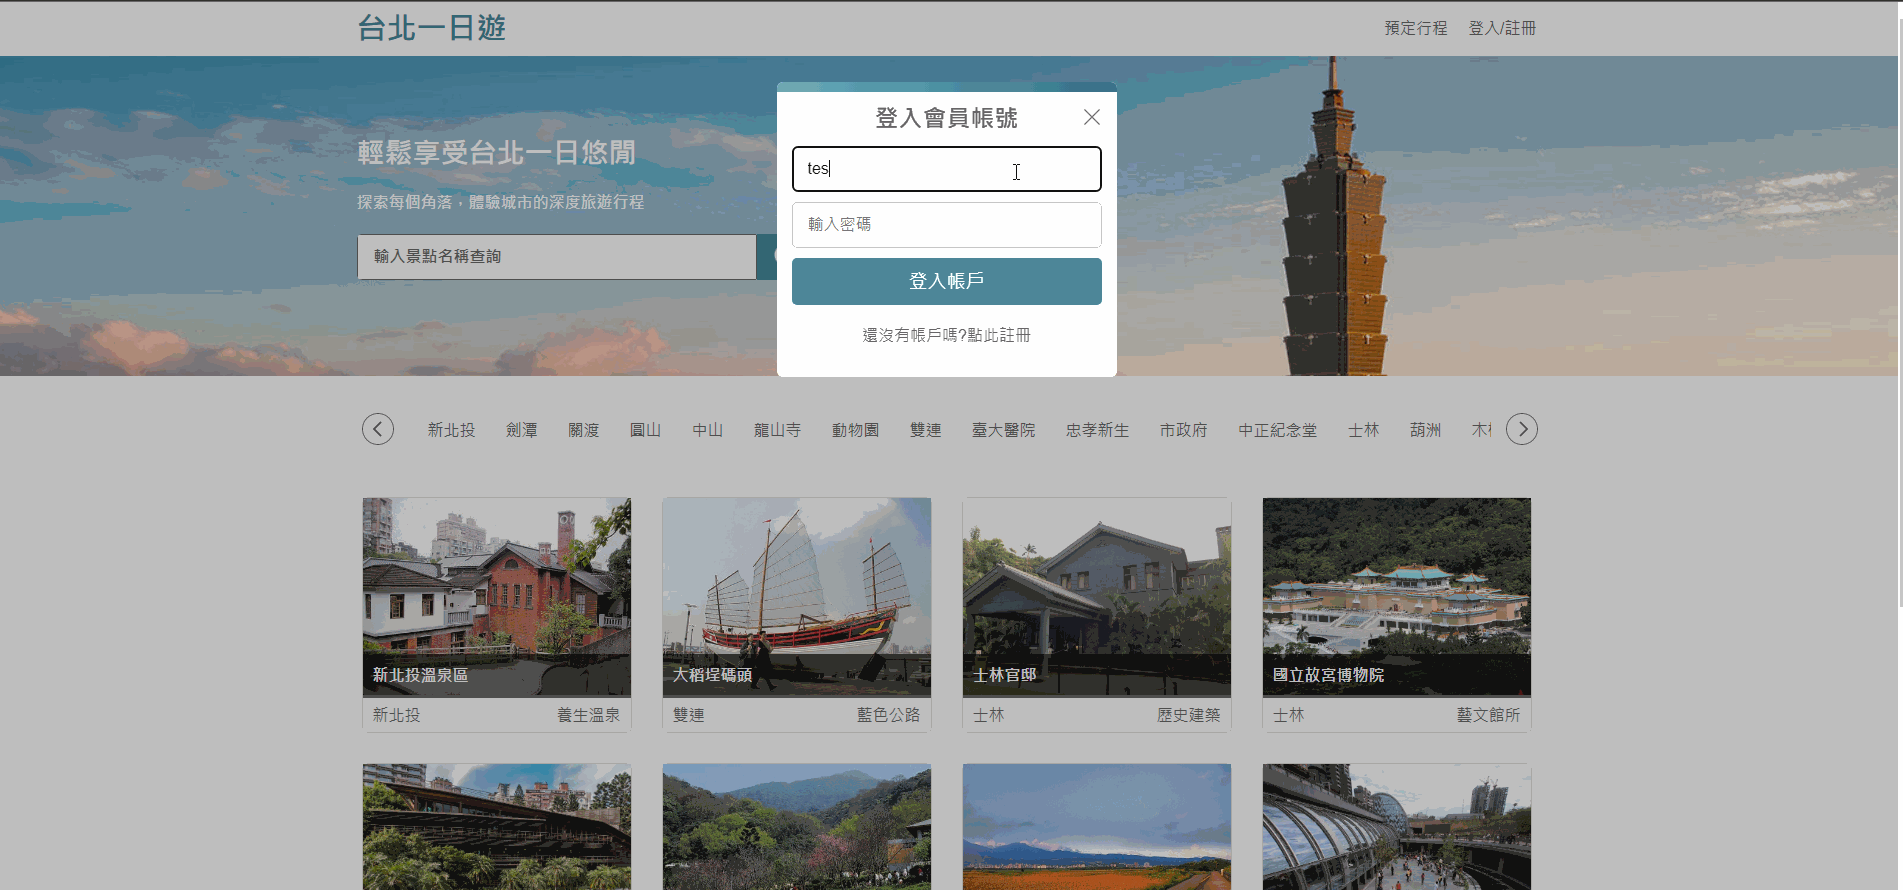 台北一日遊
預定行程 登入/註冊
輕鬆享受台北一日悠閒
探索每個角落，體驗城市的深度旅遊行程
輸入景點名稱查詢
登入會員帳號
tes
輸入密碼
登入帳戶
還沒有帳戶嗎?點此註冊
新北投 劍潭 關渡 圓山 中山 龍山寺 動物園 雙連 臺大醫院 忠孝新生 市政府 中正紀念堂 士林 葫洲 木
新北投溫泉區
新北投 養生溫泉
大稻埕碼頭
雙連 藍色公路
士林官邸
士林 歷史建築
國立故宮博物院
士林 藝文館所